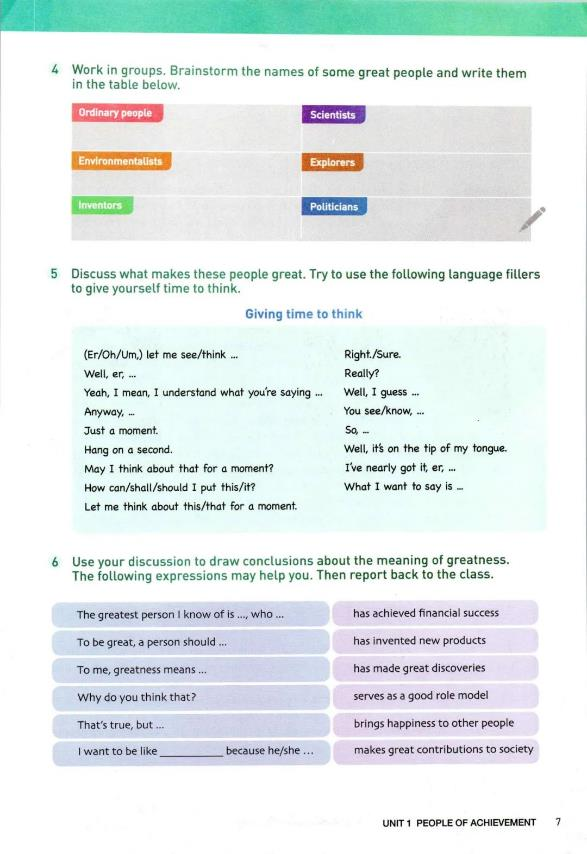 4 Work in groups. Brainstorm the names of some great people and write them
in the table below.
Ordinary people
Scientists
Environmentalists
Explorers
Inventors
Politicians
5 Discuss what makes these people great. Try to use the following language fillers
to give yourself time to think.
Giving time to think
(Er/Oh/Um,) let me see/think ...
Well, er, ...
Yeah, I mean, I understand what you're saying ...
Anyway, ...
Just a moment.
Hang on a second.
May I think about that for a moment?
How can/shall/should I put this/it?
Let me think about this/that for a moment.
Right./Sure.
Really?
Well, I guess ...
You see/know, ...
So, ...
Well, it's on the tip of my tongue.
I've nearly got it, er, ...
What I want to say is ...
6 Use your discussion to draw conclusions about the meaning of greatness.
The following expressions may help you. Then report back to the class.
The greatest person I know of is ..., who ...
To be great, a person should ...
To me, greatness means ...
Why do you think that?
That's true, but ...
I want to be like __________ because he/she ...
has achieved financial success
has invented new products
has made great discoveries
serves as a good role model
brings happiness to other people
makes great contributions to society
UNIT 1 PEOPLE OF ACHIEVEMENT 7